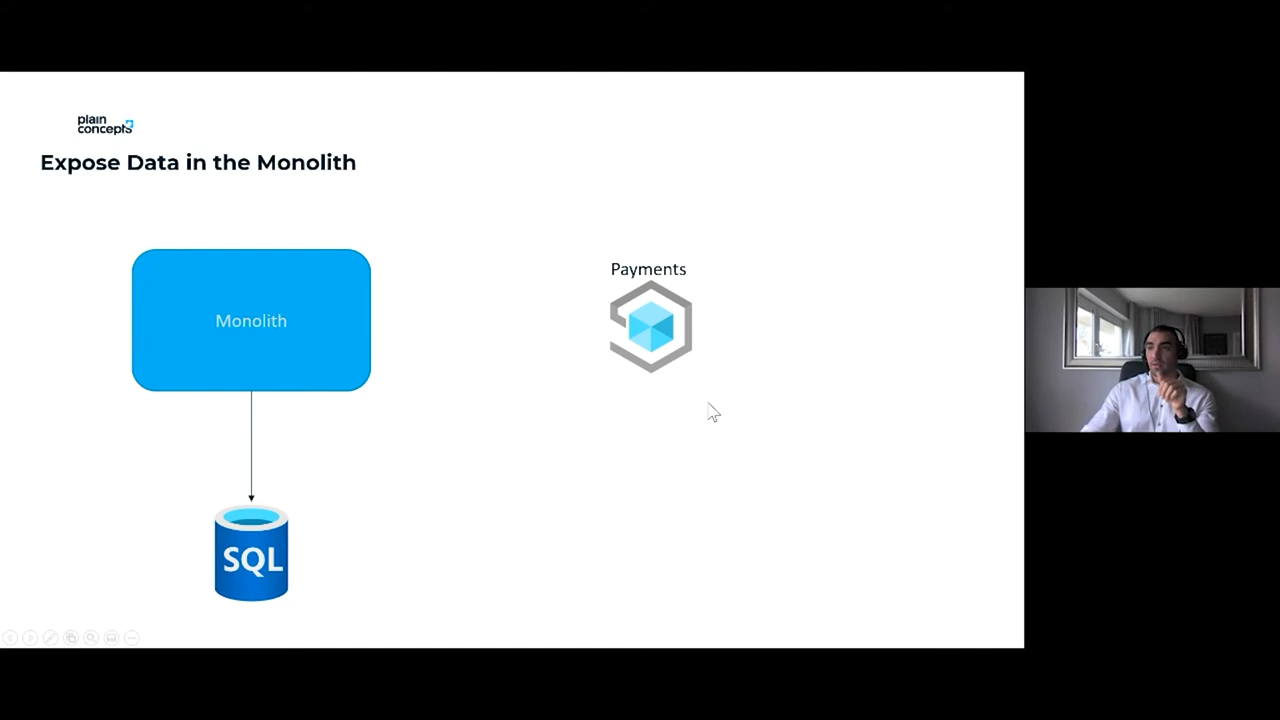 plain
concepts
Expose Data in the Monolith
Payments
Monolith
SQL